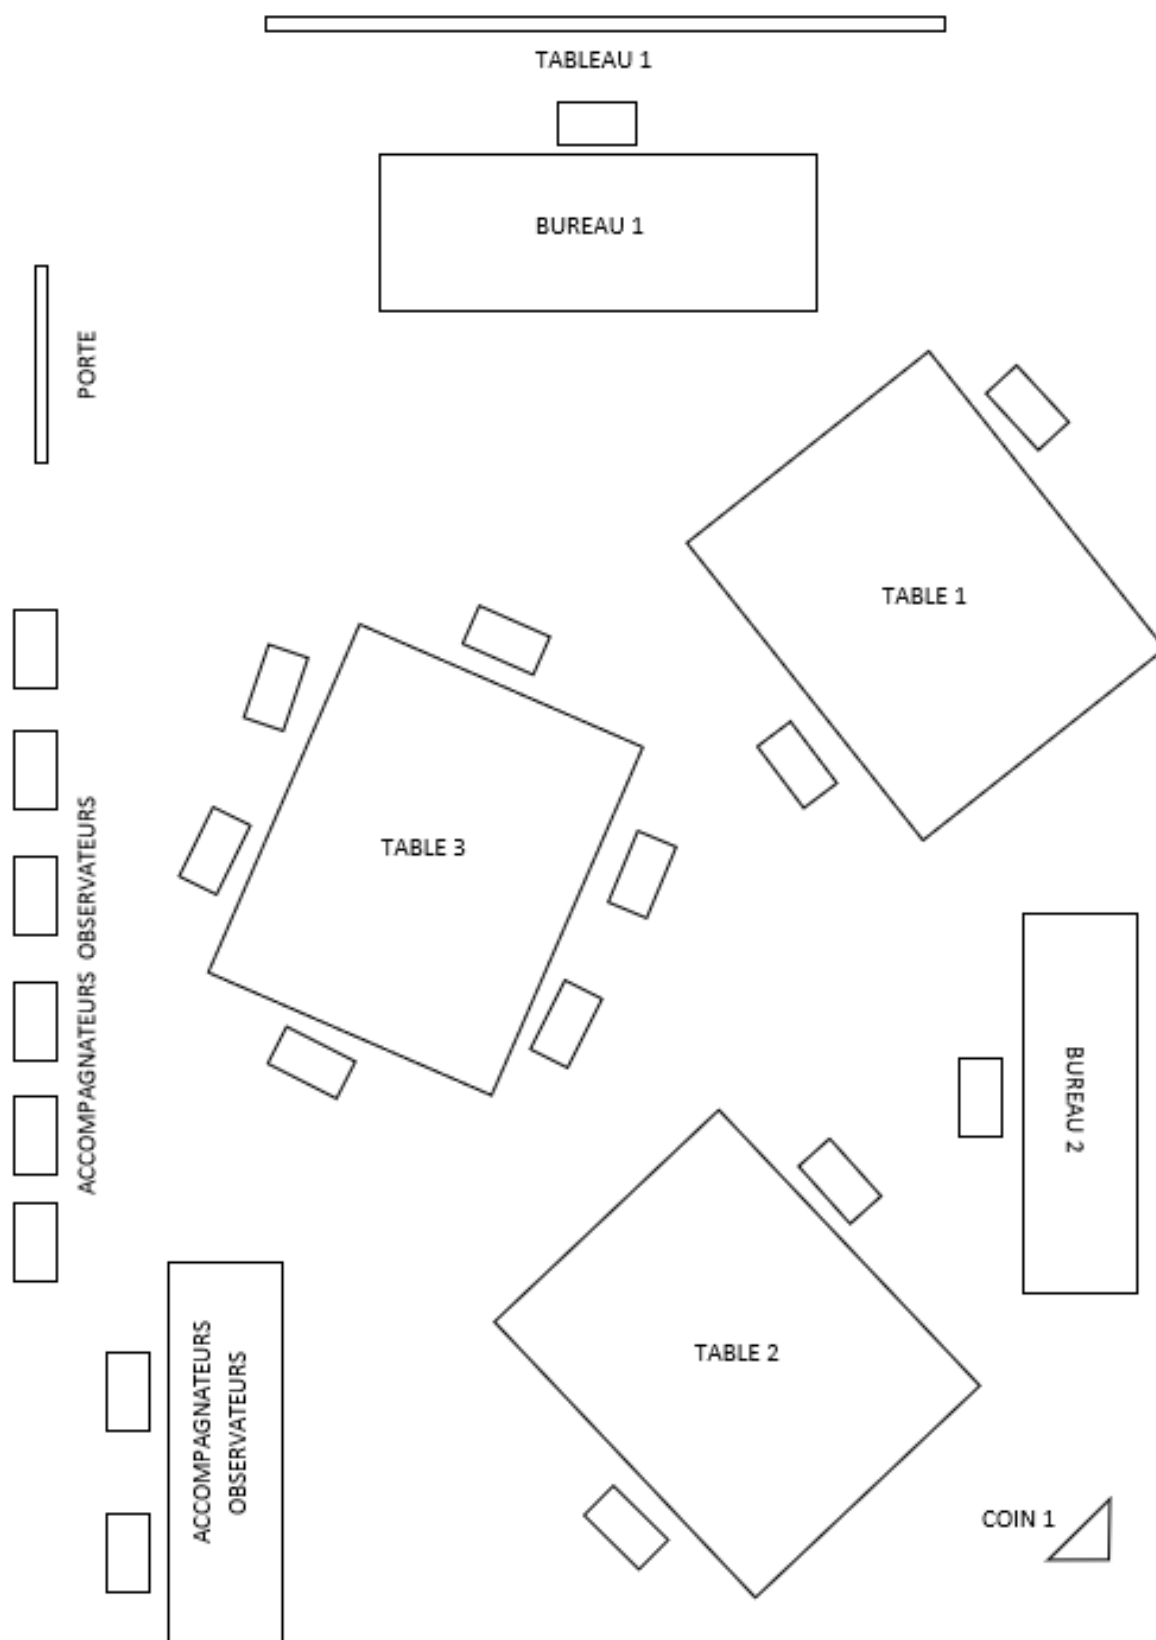 TABLEAU 1
BUREAU 1
PORTE
TABLE 1
TABLE 3
ACCOMPAGNATEURS OBSERVATEURS
BUREAU 2
TABLE 2
ACCOMPAGNATEURS
OBSERVATEURS
COIN 1